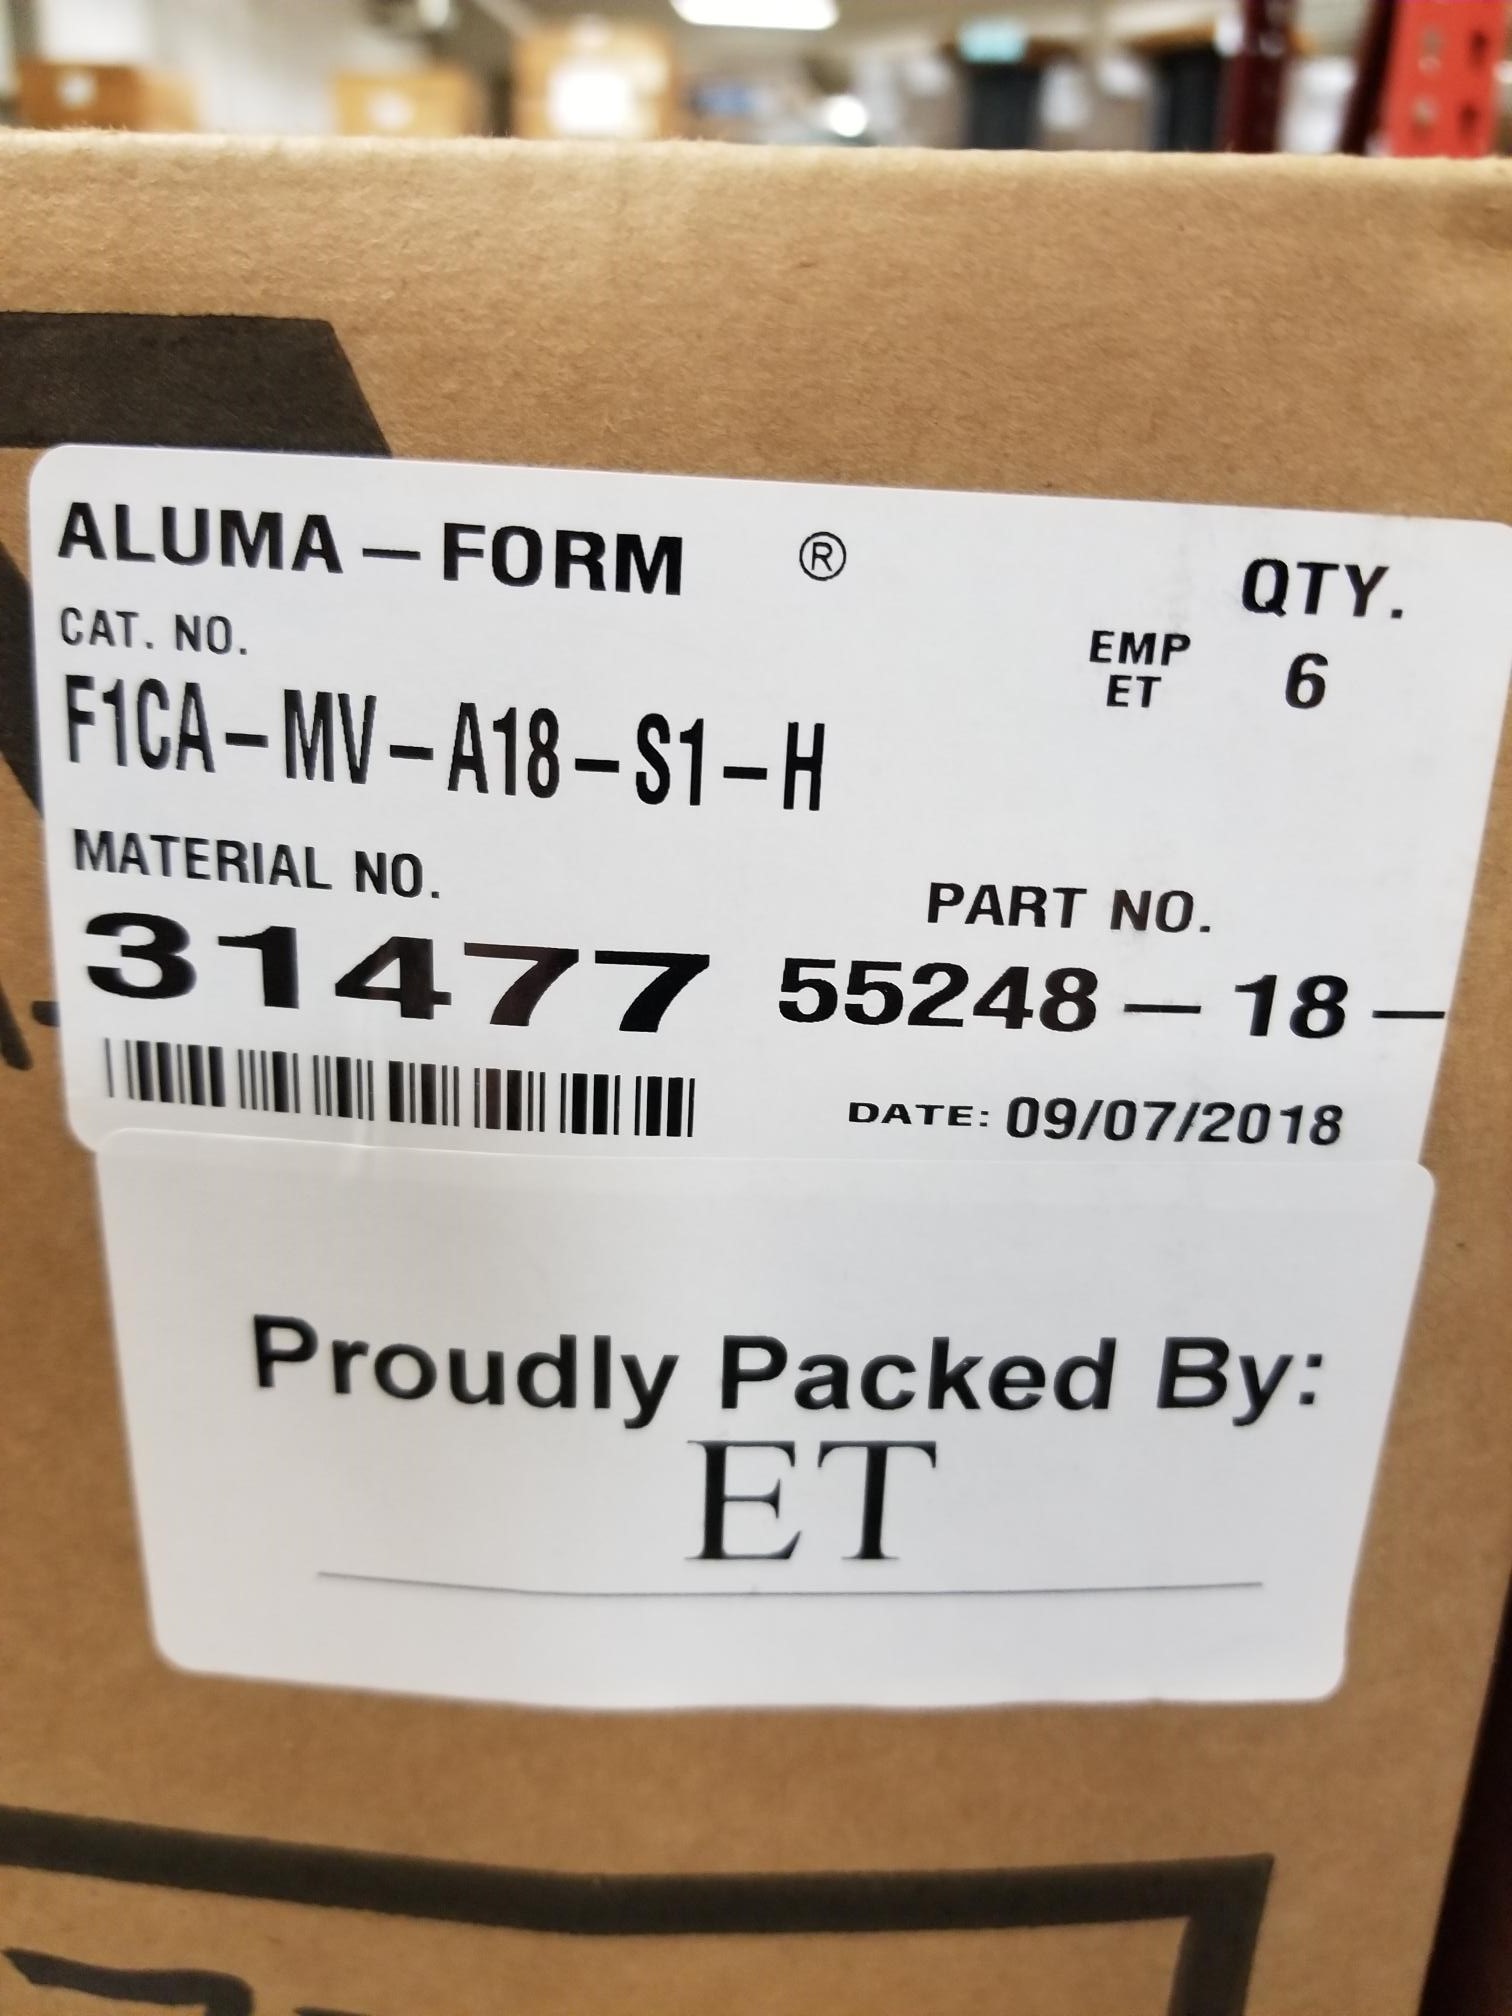 ALUMA-FORM ®
QTY.
CAT. NO.
EMP
ET
6
F1CA-MV-A18-S1-H
MATERIAL NO.
PART NO.
31477
55248-18-
DATE: 09/07/2018
Proudly Packed By:
ET